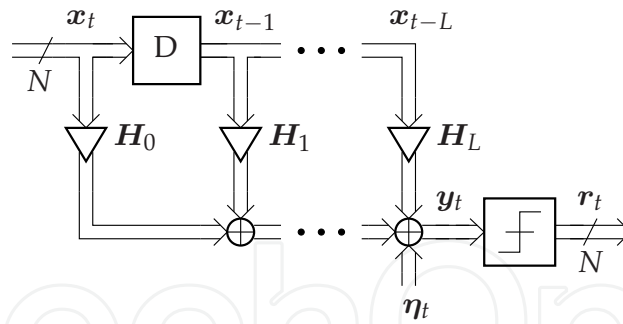 x_t x_{t−1} x_{t−L}
D
N
H_0 H_1 H_L
y_t r_t
N
η_t